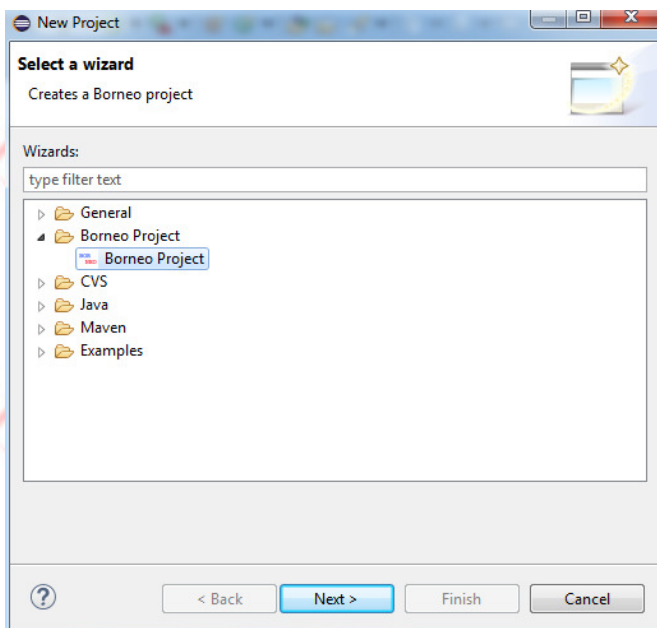 New Project
Select a wizard
Creates a Borneo project
Wizards:
type filter text
General
Borneo Project
Borneo Project
CVS
Java
Maven
Examples
?
< Back Next > Finish Cancel